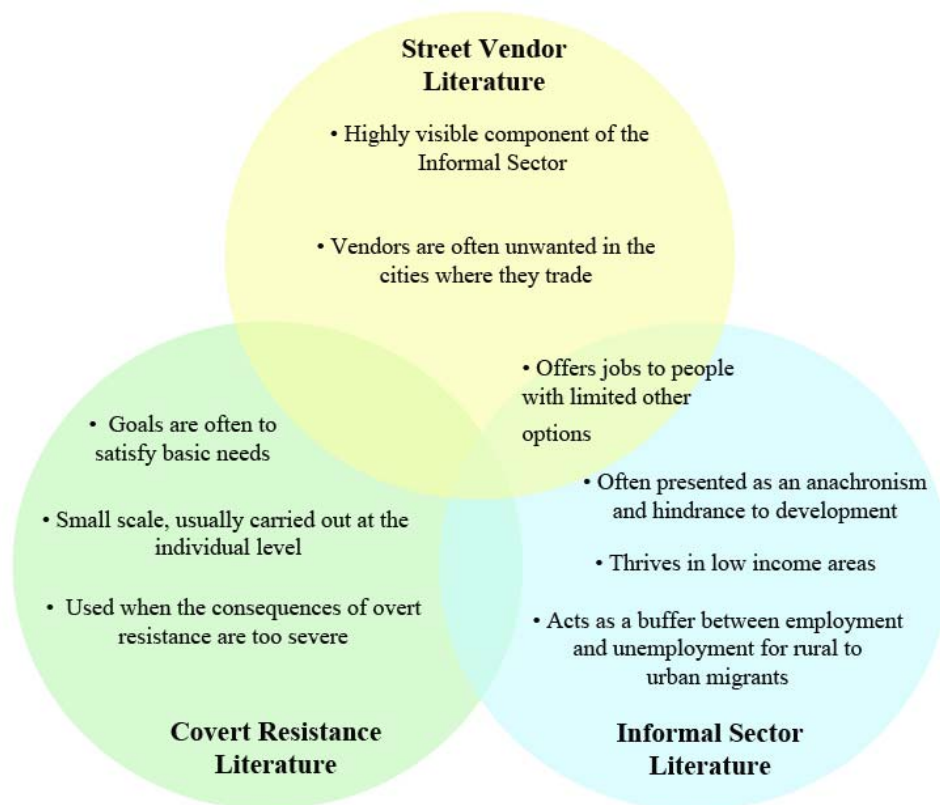 Street Vendor
Literature
• Highly visible component of the
Informal Sector
• Vendors are often unwanted in the
cities where they trade
• Offers jobs to people
with limited other
options
• Goals are often to
satisfy basic needs
• Small scale, usually carried out at the
individual level
• Used when the consequences of overt
resistance are too severe
Covert Resistance
Literature
• Often presented as an anachronism
and hindrance to development
• Thrives in low income areas
• Acts as a buffer between employment
and unemployment for rural to
urban migrants
Informal Sector
Literature